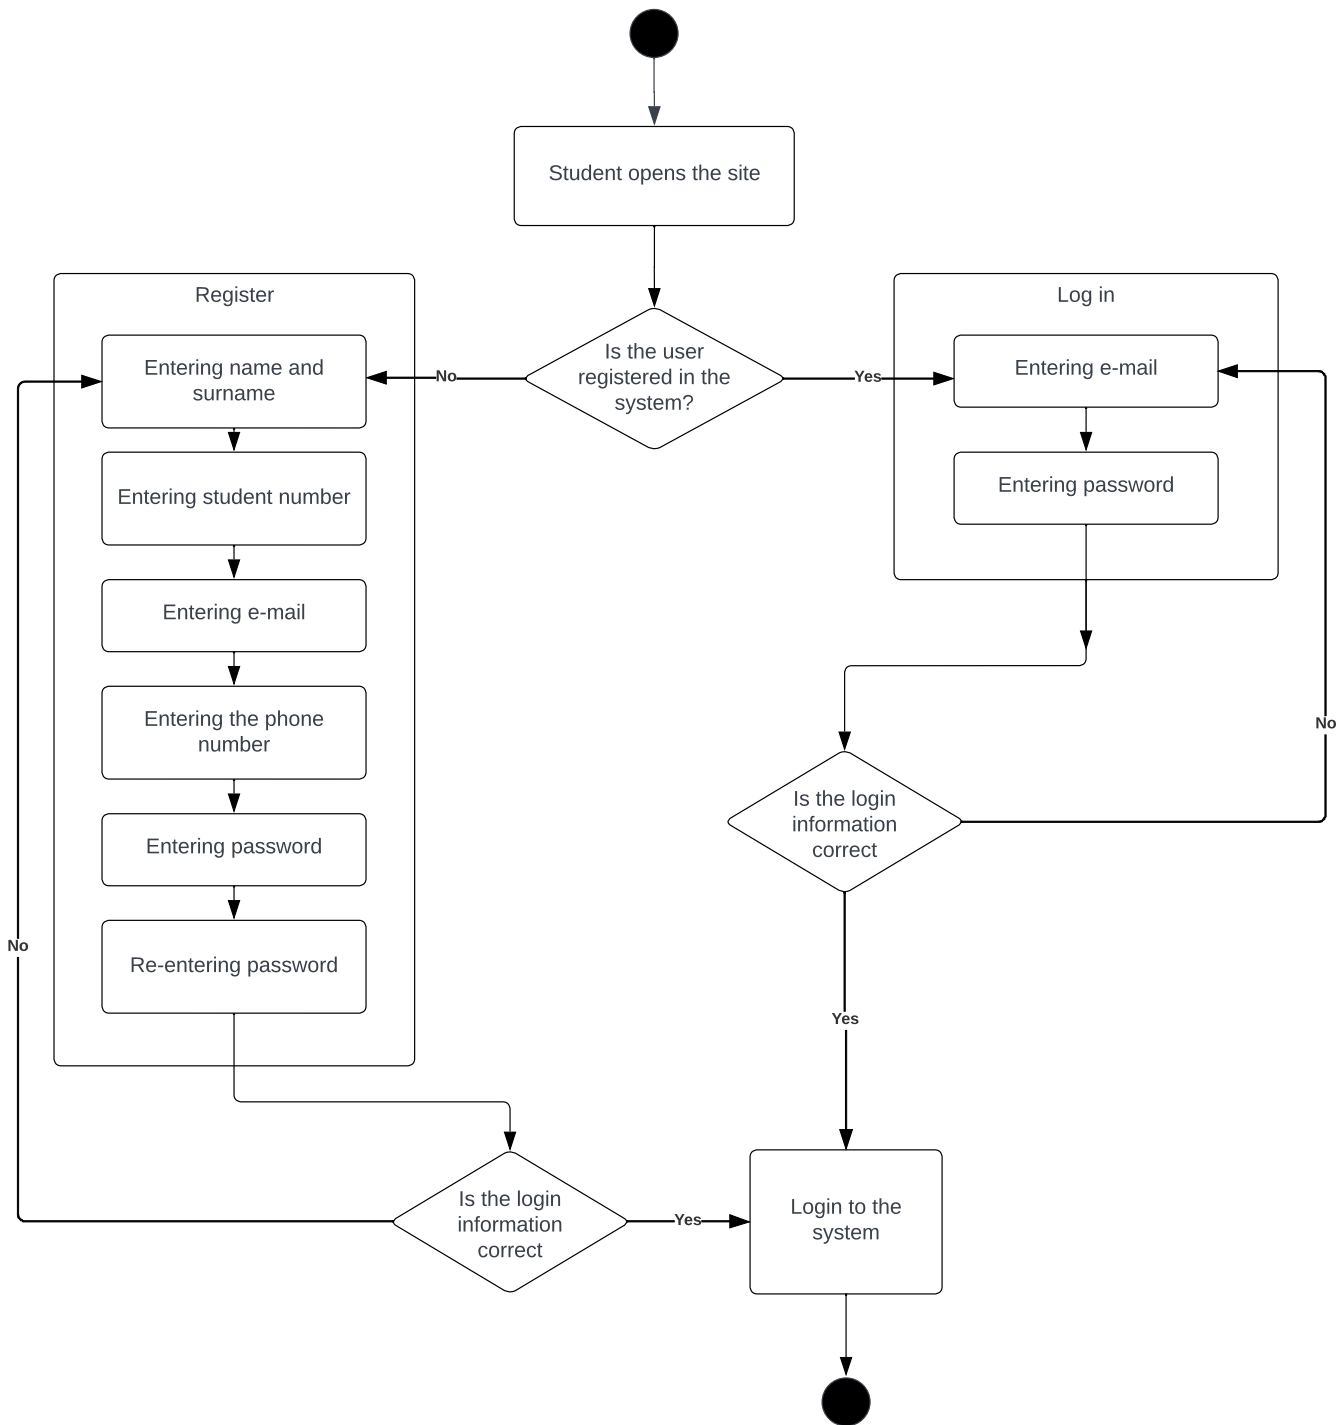 Student opens the site
Is the user
registered in the
system?
No
Yes
Register
Entering name and
surname
Entering student number
Entering e-mail
Entering the phone
number
Entering password
Re-entering password
No
Log in
Entering e-mail
Entering password
No
Is the login
information
correct
Yes
Is the login
information
correct
Yes
Login to the
system